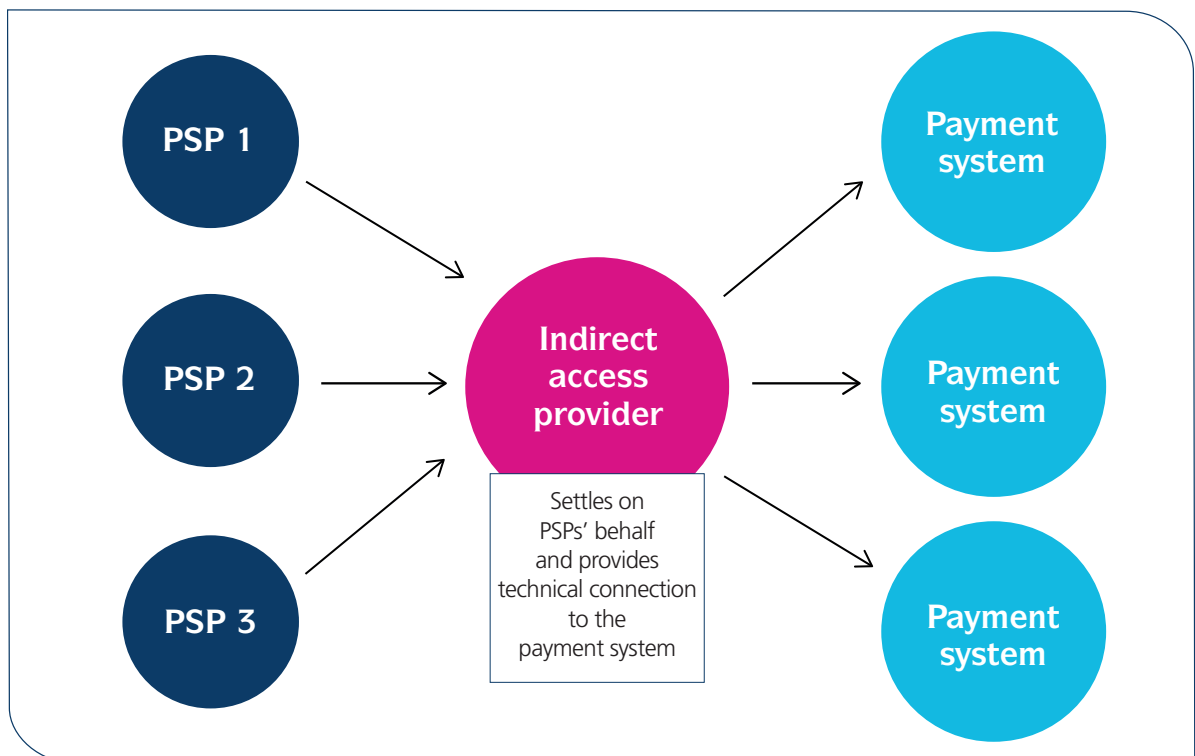 PSP 1
PSP 2
PSP 3
Indirect
access
provider
Settles on
PSPs’ behalf
and provides
technical connection
to the
payment system
Payment
system
Payment
system
Payment
system